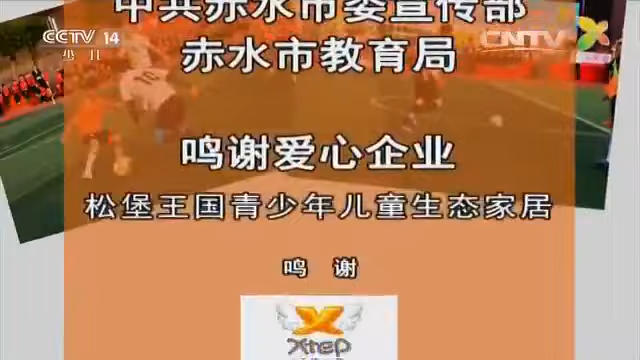 CCTV 14
少儿
CNTV
中共赤水市委宣传部
赤水市教育局
鸣谢爱心企业
松堡王国青少年儿童生态家居
鸣 谢
Xtep